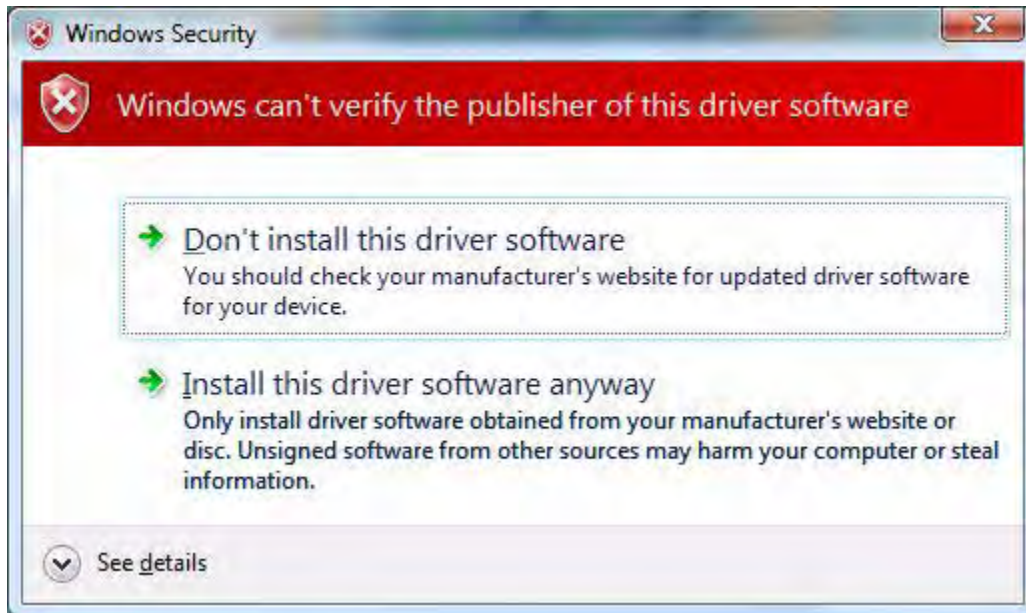 Windows Security
Windows can't verify the publisher of this driver software
Don't install this driver software
You should check your manufacturer's website for updated driver software
for your device.
Install this driver software anyway
Only install driver software obtained from your manufacturer's website or
disc. Unsigned software from other sources may harm your computer or steal
information.
See details